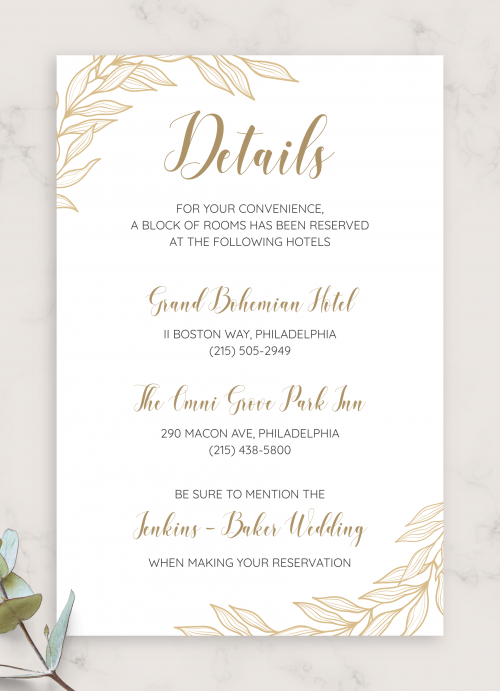 Details
FOR YOUR CONVENIENCE,
A BLOCK OF ROOMS HAS BEEN RESERVED
AT THE FOLLOWING HOTELS
Grand Bohemian Hotel
11 BOSTON WAY, PHILADELPHIA
(215) 505-2949
The Omni Grove Park Inn
290 MACON AVE, PHILADELPHIA
(215) 438-5800
BE SURE TO MENTION THE
Jenkins - Baker Wedding
WHEN MAKING YOUR RESERVATION